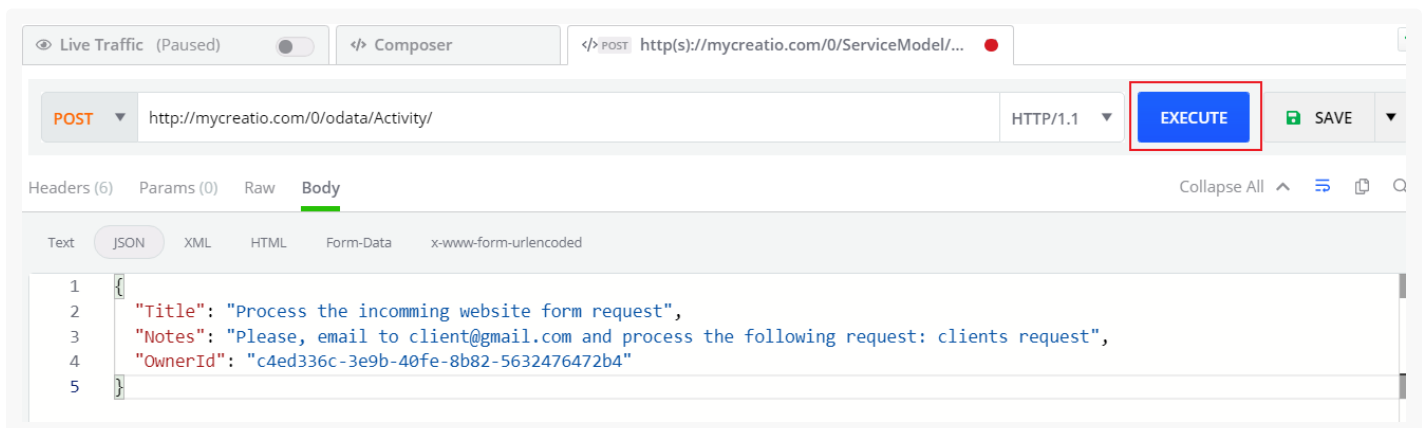 Live Traffic (Paused) </> Composer </> POST http(s)://mycreatio.com/0/ServiceModel/...
POST http://mycreatio.com/0/odata/Activity/ HTTP/1.1 EXECUTE SAVE
Headers (6) Params (0) Raw Body Collapse All
Text JSON XML HTML Form-Data x-www-form-urlencoded
1 {
2 "Title": "Process the incomming website form request",
3 "Notes": "Please, email to client@gmail.com and process the following request: clients request",
4 "OwnerId": "c4ed336c-3e9b-40fe-8b82-5632476472b4"
5 }